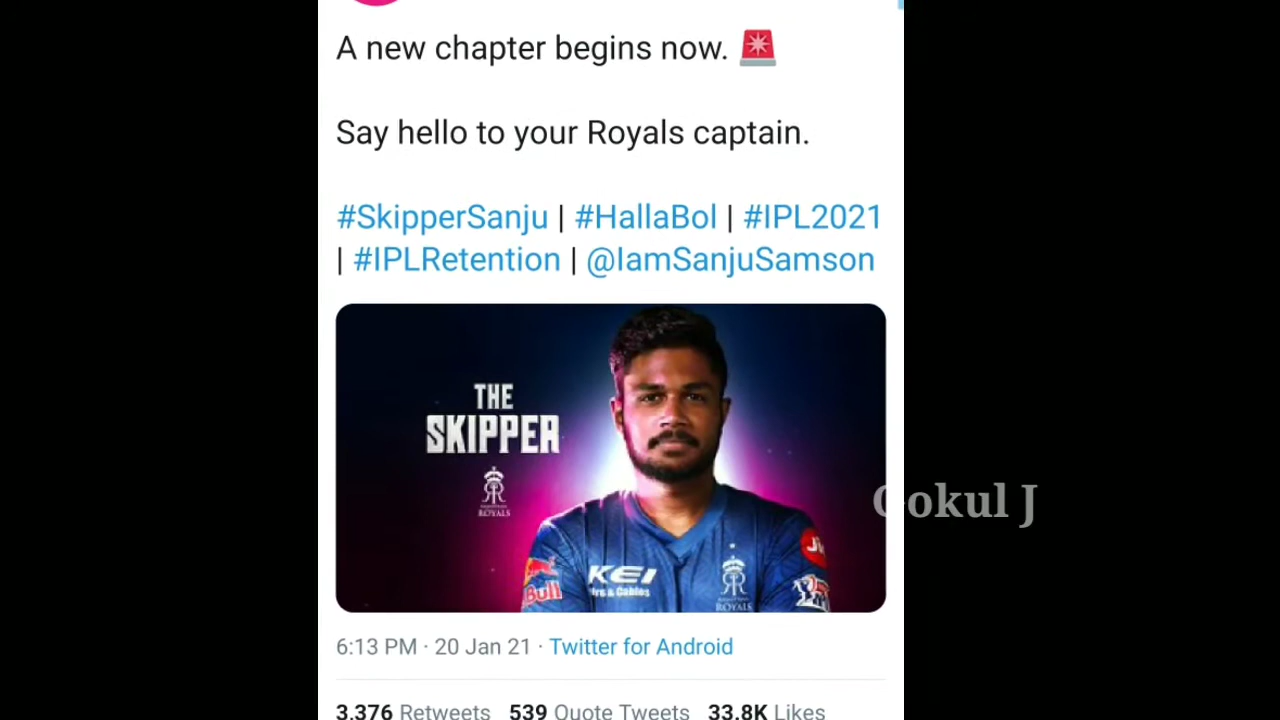 A new chapter begins now. 🚨
Say hello to your Royals captain.
#SkipperSanju | #HallaBol | #IPL2021
| #IPLRetention | @IamSanjuSamson
THE
SKIPPER
ROYALS
Gokul J
KEI
Bull
ROYALS
6:13 PM · 20 Jan 21 · Twitter for Android
3,376 Retweets 539 Quote Tweets 33.8K Likes